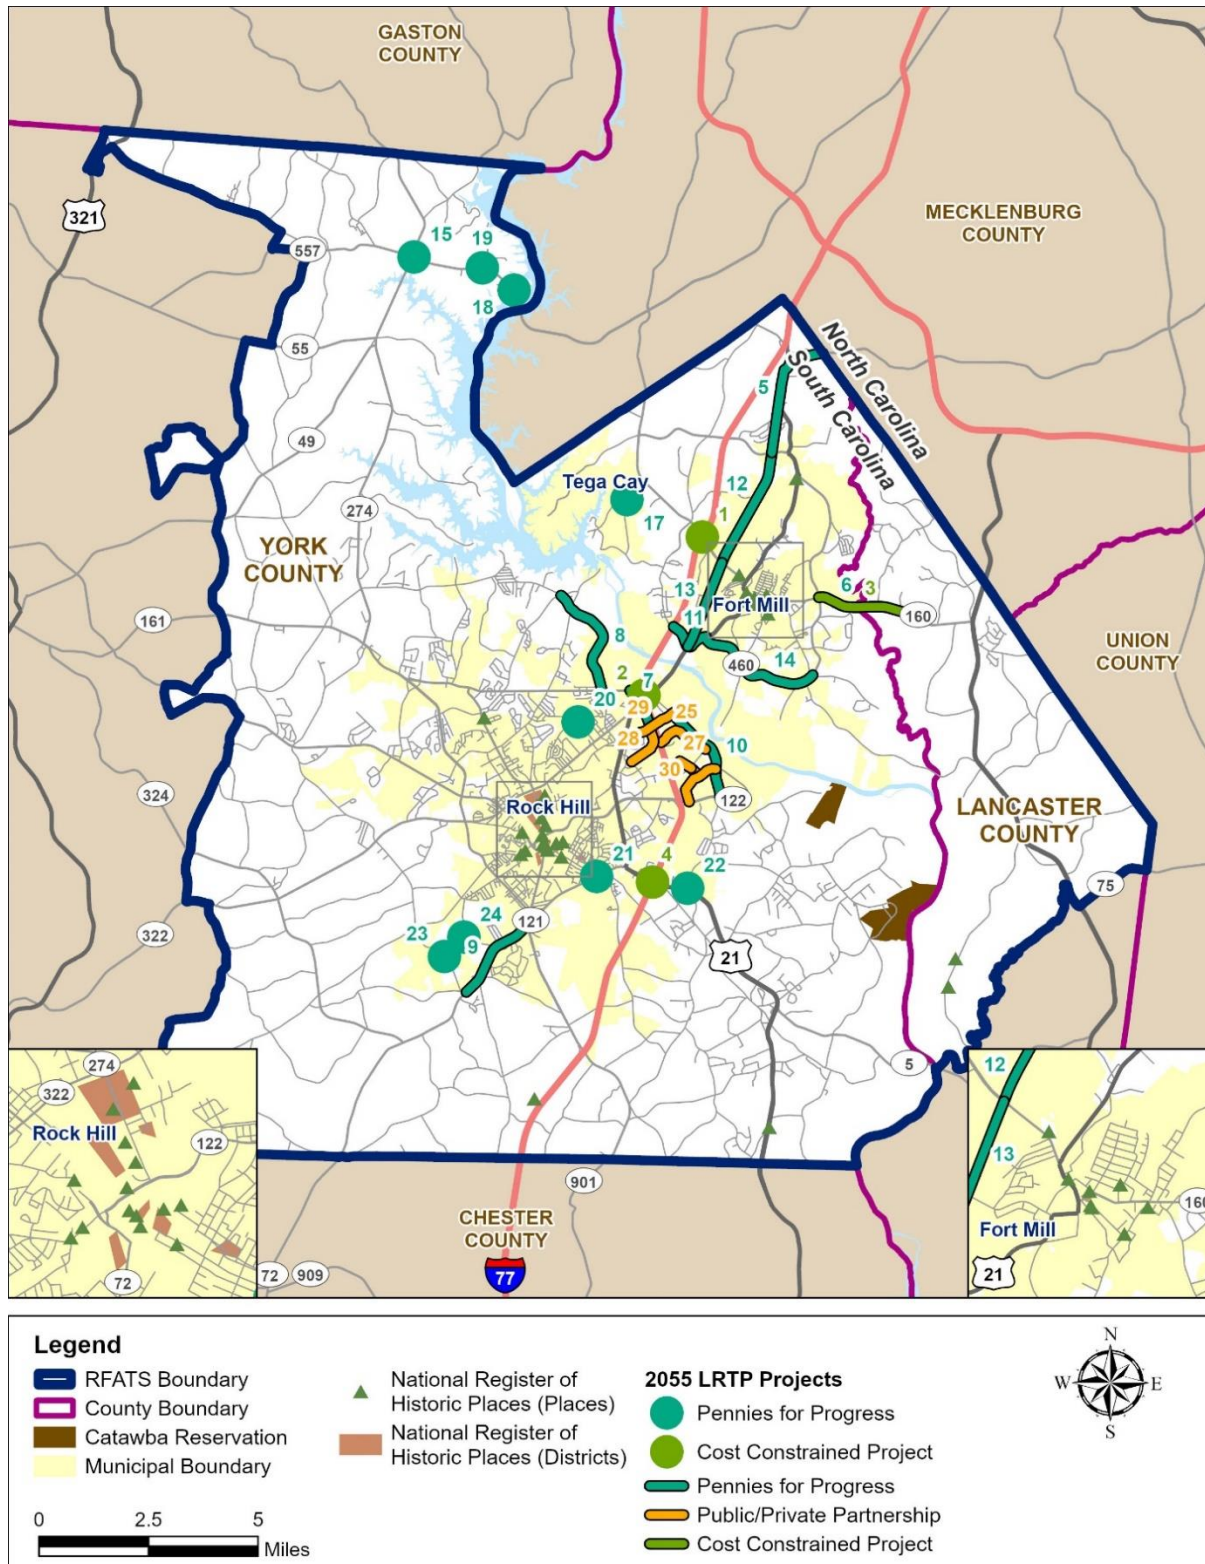 GASTON
COUNTY
MECKLENBURG
COUNTY
321
557
15
19
18
North Carolina
South Carolina
55
5
49
Tega Cay
12
1
274
17
YORK
COUNTY
13
6
3
Fort Mill
11
160
161
8
460
14
UNION
COUNTY
2
7
20
29
25
28
27
10
30
122
324
Rock Hill
LANCASTER
COUNTY
21
4
22
75
322
23
24
9
121
21
5
274
322
Rock Hill
122
72
72
909
901
CHESTER
COUNTY
77
12
13
160
Fort Mill
21
Legend
RFATS Boundary
County Boundary
Catawba Reservation
Municipal Boundary
0
2.5
5
Miles
National Register of
Historic Places (Places)
National Register of
Historic Places (Districts)
2055 LRTP Projects
Pennies for Progress
Cost Constrained Project
Pennies for Progress
Public/Private Partnership
Cost Constrained Project
N
W
E
S